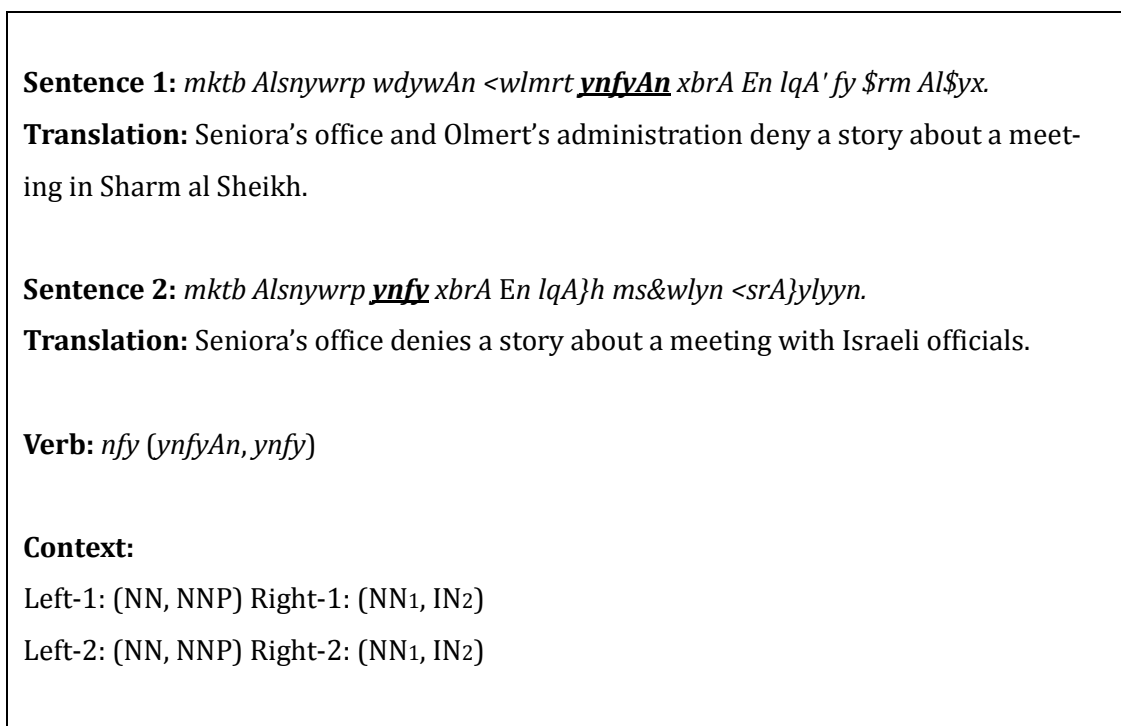 Sentence 1: mktb Alsnywrp wdywAn <wlmrt ynfyAn xbrA En lqA' fy $rm Al$yx.
Translation: Seniora’s office and Olmert’s administration deny a story about a meet-
ing in Sharm al Sheikh.
Sentence 2: mktb Alsnywrp ynfy xbrA En lqA}h ms&wlyn <srA}ylyyn.
Translation: Seniora’s office denies a story about a meeting with Israeli officials.
Verb: nfy (ynfyAn, ynfy)
Context:
Left-1: (NN, NNP) Right-1: (NN1, IN2)
Left-2: (NN, NNP) Right-2: (NN1, IN2)